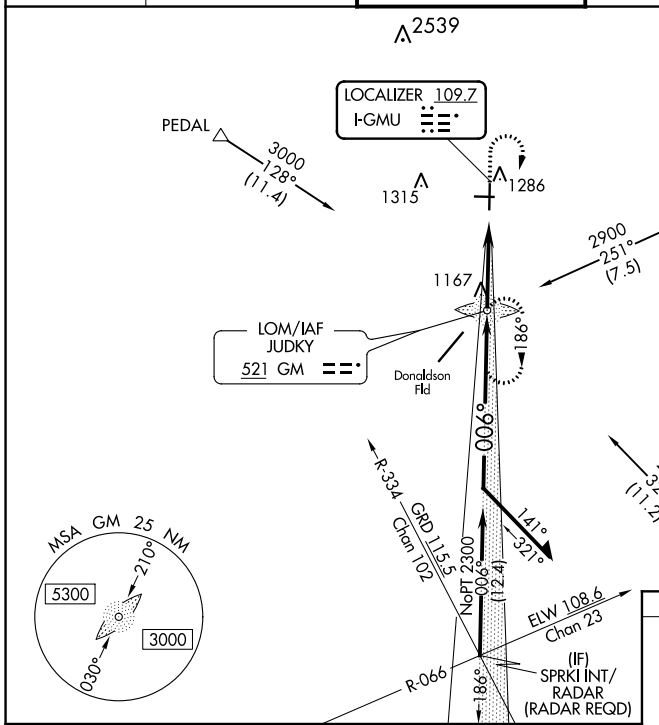 2539
LOCALIZER 109.7
I-GMU
PEDAL
3000
128°
(11.4)
1315
1286
2900
251°
(7.5)
1167
LOM/IAF
JUDKY
521 GM
Donaldson
Fld
186°
006°
R-334
GRD 115.5
Chan 102
NoPT 2300
006°
(12.4)
141°
321°
(11.2)
MSA GM 25 NM
210°
5300
3000
030°
ELW 108.6
Chan 23
R-066
186°
(IF)
SPRKI INT/
RADAR
(RADAR REQD)